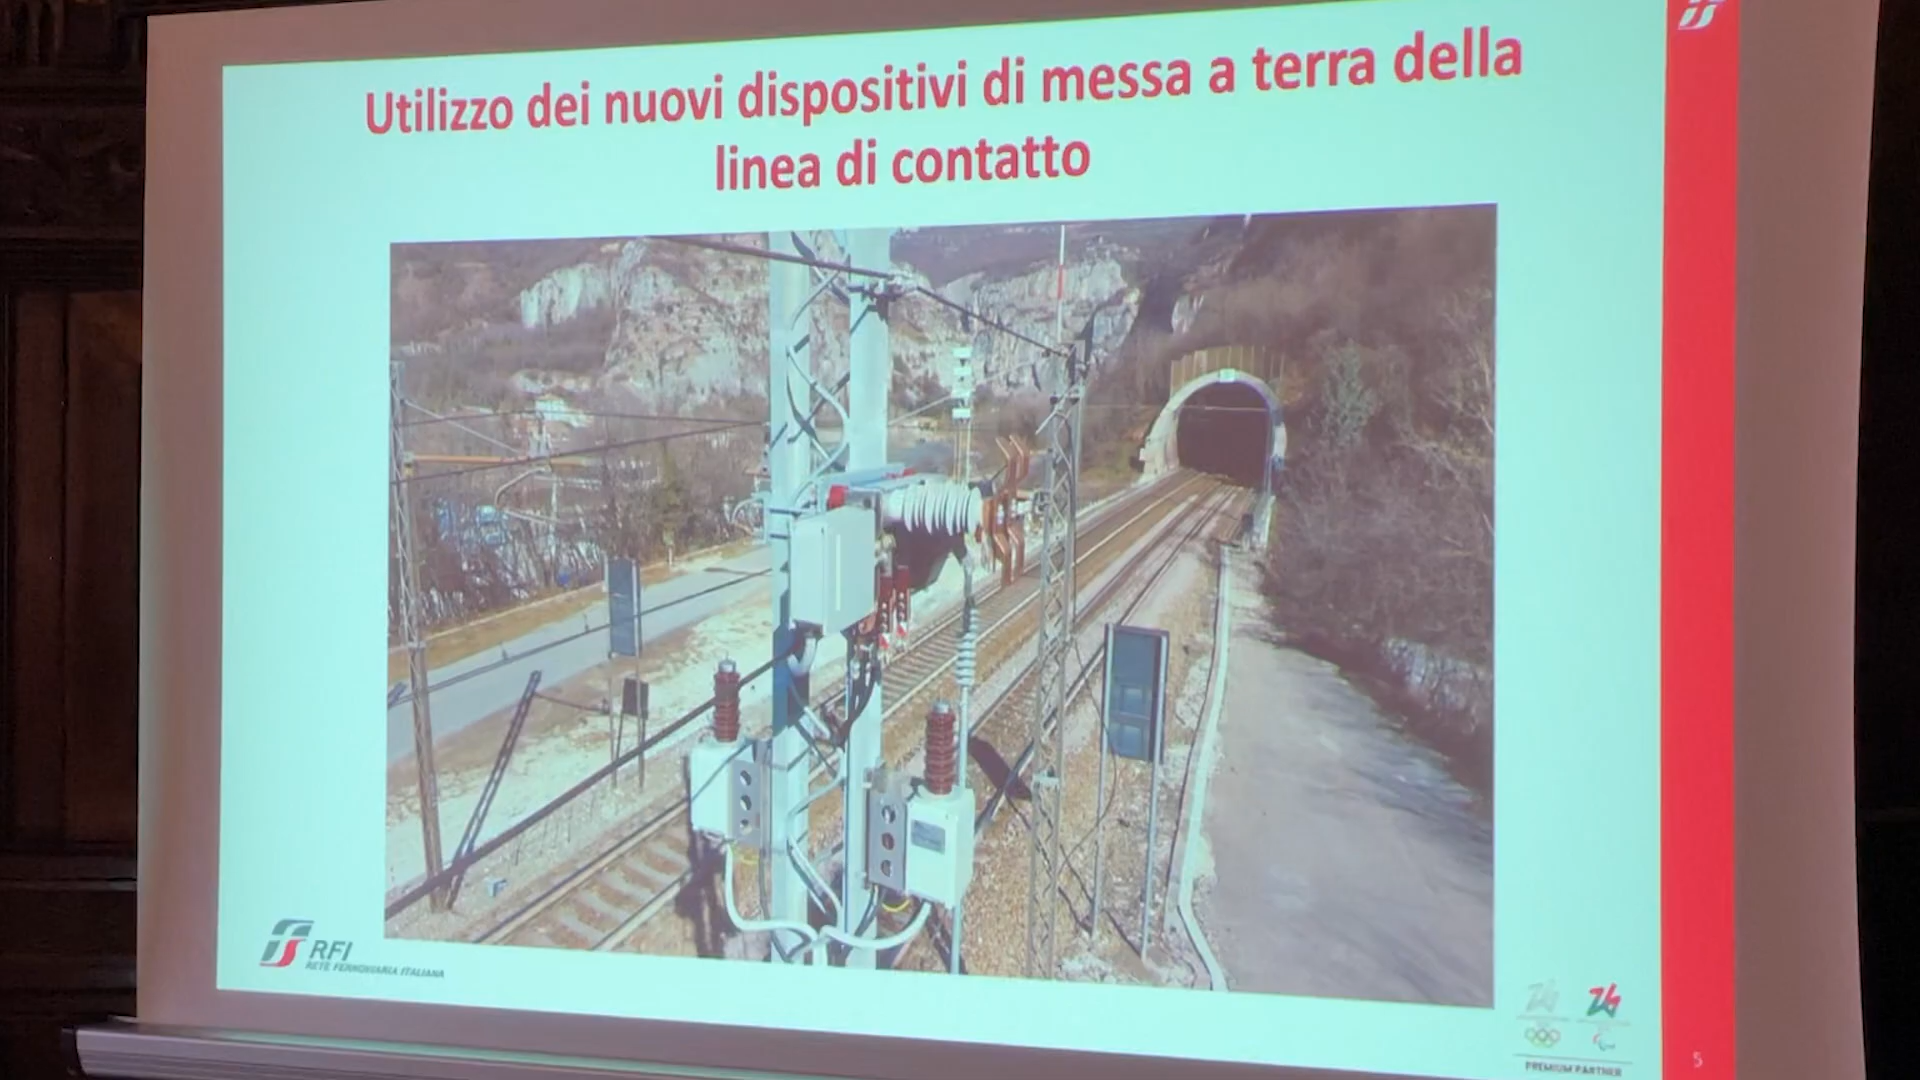 Utilizzo dei nuovi dispositivi di messa a terra della
linea di contatto
RFI
RETE FERROVIARIA ITALIANA
PREMIUM PARTNER
5